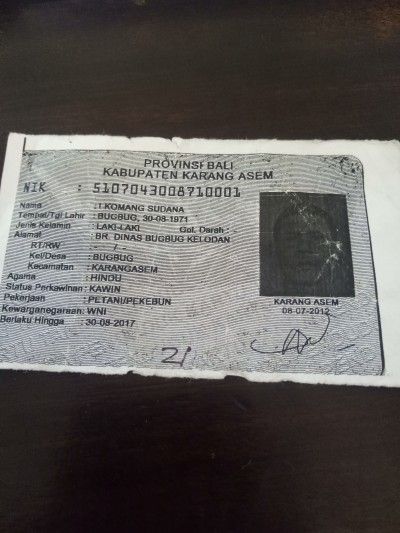 PROVINSI BALI
KABUPATEN KARANG ASEM
NIK : 5107043008710001
Nama : I KOMANG SUDANA
Tempat/Tgl Lahir : BUGBUG, 30-08-1971
Jenis Kelamin : LAKI-LAKI Gol. Darah : -
Alamat : BR. DINAS BUGBUG KELODAN
RT/RW : - / -
Kel/Desa : BUGBUG
Kecamatan : KARANGASEM
Agama : HINDU
Status Perkawinan : KAWIN
Pekerjaan : PETANI/PEKEBUN
Kewarganegaraan: WNI
Berlaku Hingga : 30-08-2017
KARANG ASEM
08-07-2012